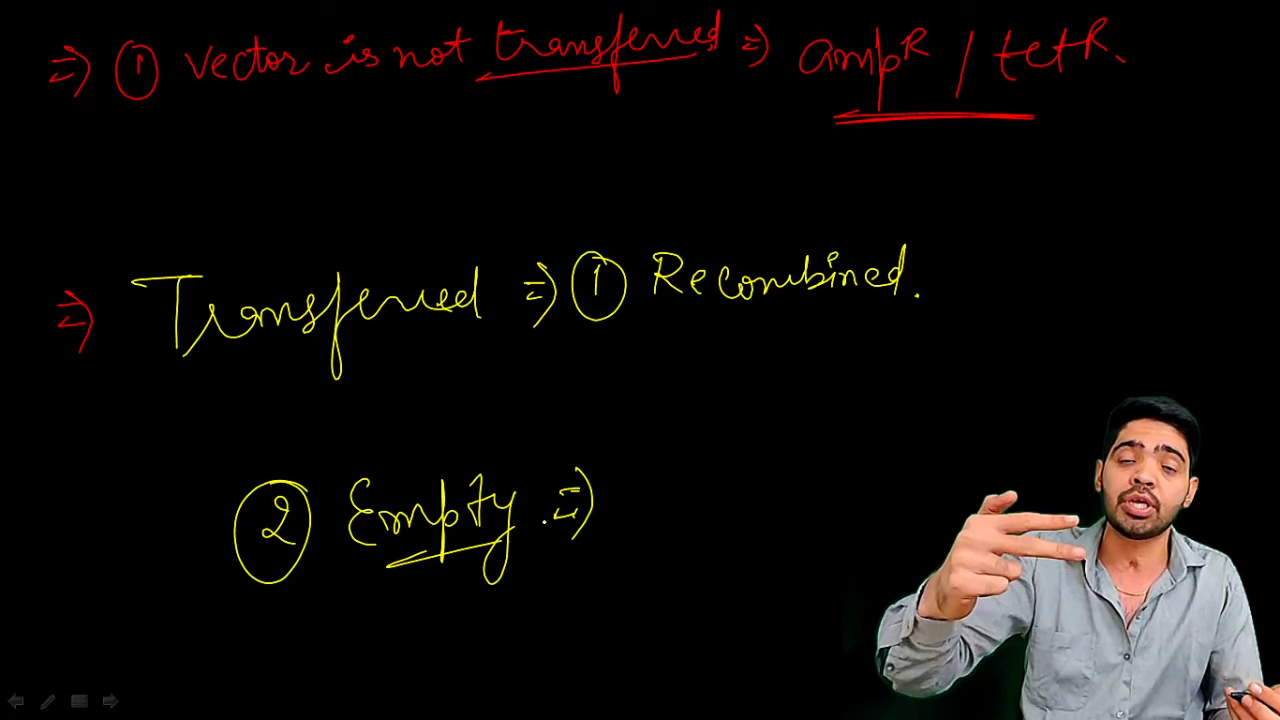 =) ① vector is not transferred =) ampR / tetR.
=) Transferred =) ① Recombined.
② Empty. =)